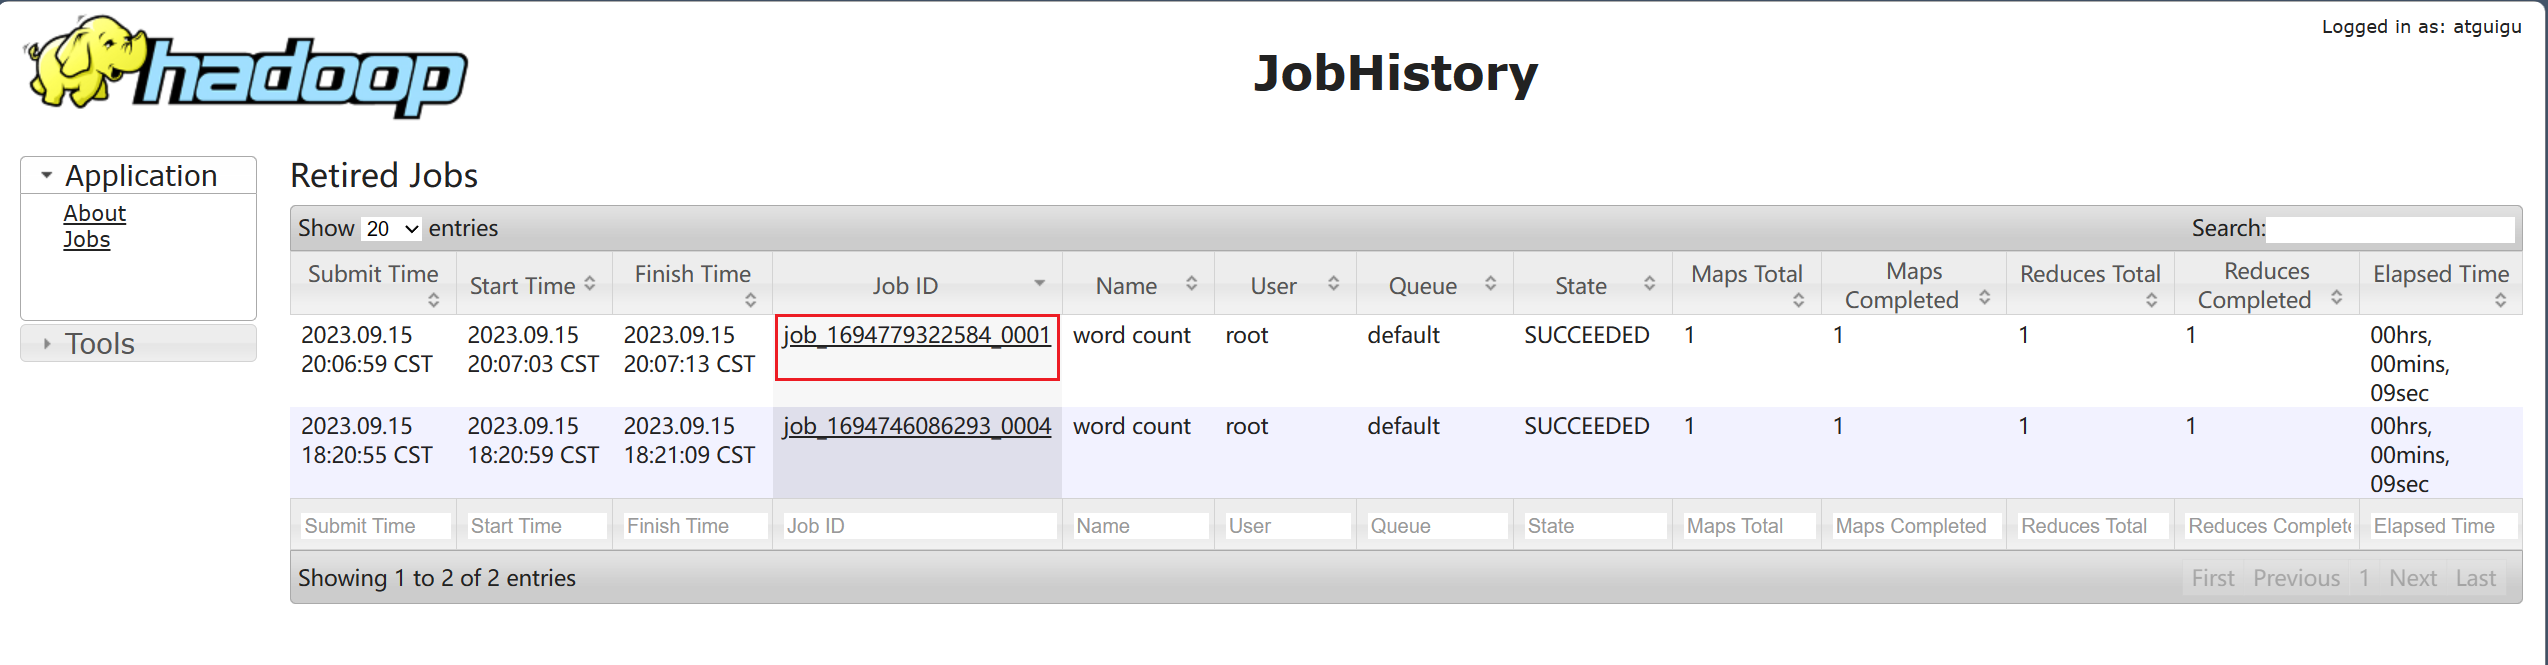 Logged in as: atguigu
hadoop
JobHistory
Application
About
Jobs
Tools
Retired Jobs
Show 20 entries
Search:
Submit Time Start Time Finish Time Job ID Name User Queue State Maps Total Maps Completed Reduces Total Reduces Completed Elapsed Time
2023.09.15 20:06:59 CST 2023.09.15 20:07:03 CST 2023.09.15 20:07:13 CST job_1694779322584_0001 word count root default SUCCEEDED 1 1 1 1 00hrs, 00mins, 09sec
2023.09.15 18:20:55 CST 2023.09.15 18:20:59 CST 2023.09.15 18:21:09 CST job_1694746086293_0004 word count root default SUCCEEDED 1 1 1 1 00hrs, 00mins, 09sec
Submit Time Start Time Finish Time Job ID Name User Queue State Maps Total Maps Completed Reduces Total Reduces Complete Elapsed Time
Showing 1 to 2 of 2 entries
First Previous 1 Next Last